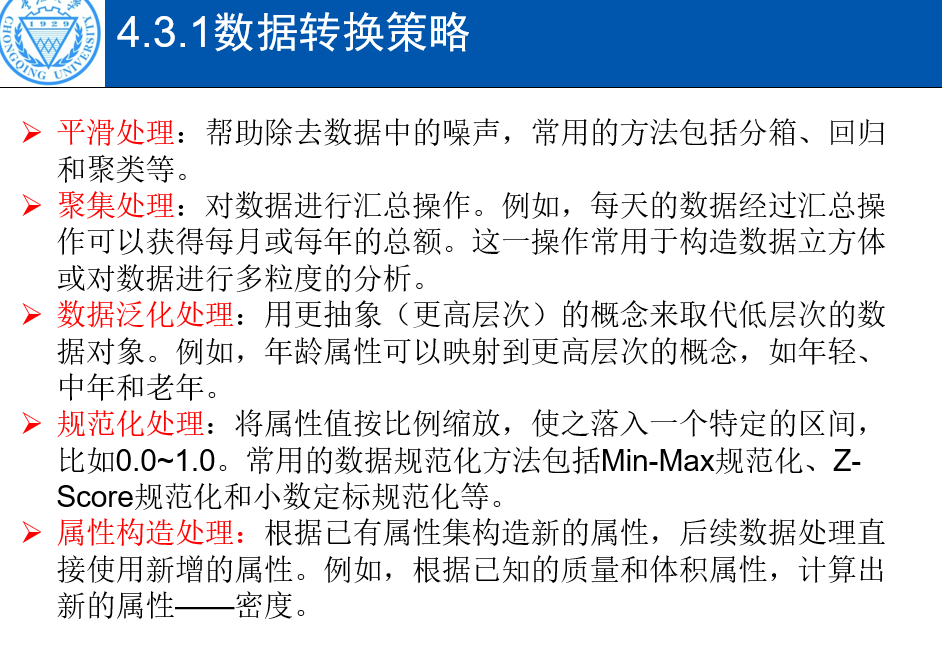 1929
CHONGQING UNIVERSITY
4.3.1数据转换策略
➢ 平滑处理：帮助除去数据中的噪声，常用的方法包括分箱、回归
和聚类等。
➢ 聚集处理：对数据进行汇总操作。例如，每天的数据经过汇总操
作可以获得每月或每年的总额。这一操作常用于构造数据立方体
或对数据进行多粒度的分析。
➢ 数据泛化处理：用更抽象（更高层次）的概念来取代低层次的数
据对象。例如，年龄属性可以映射到更高层次的概念，如年轻、
中年和老年。
➢ 规范化处理：将属性值按比例缩放，使之落入一个特定的区间，
比如0.0~1.0。常用的数据规范化方法包括Min-Max规范化、Z-
Score规范化和小数定标规范化等。
➢ 属性构造处理：根据已有属性集构造新的属性，后续数据处理直
接使用新增的属性。例如，根据已知的质量和体积属性，计算出
新的属性——密度。